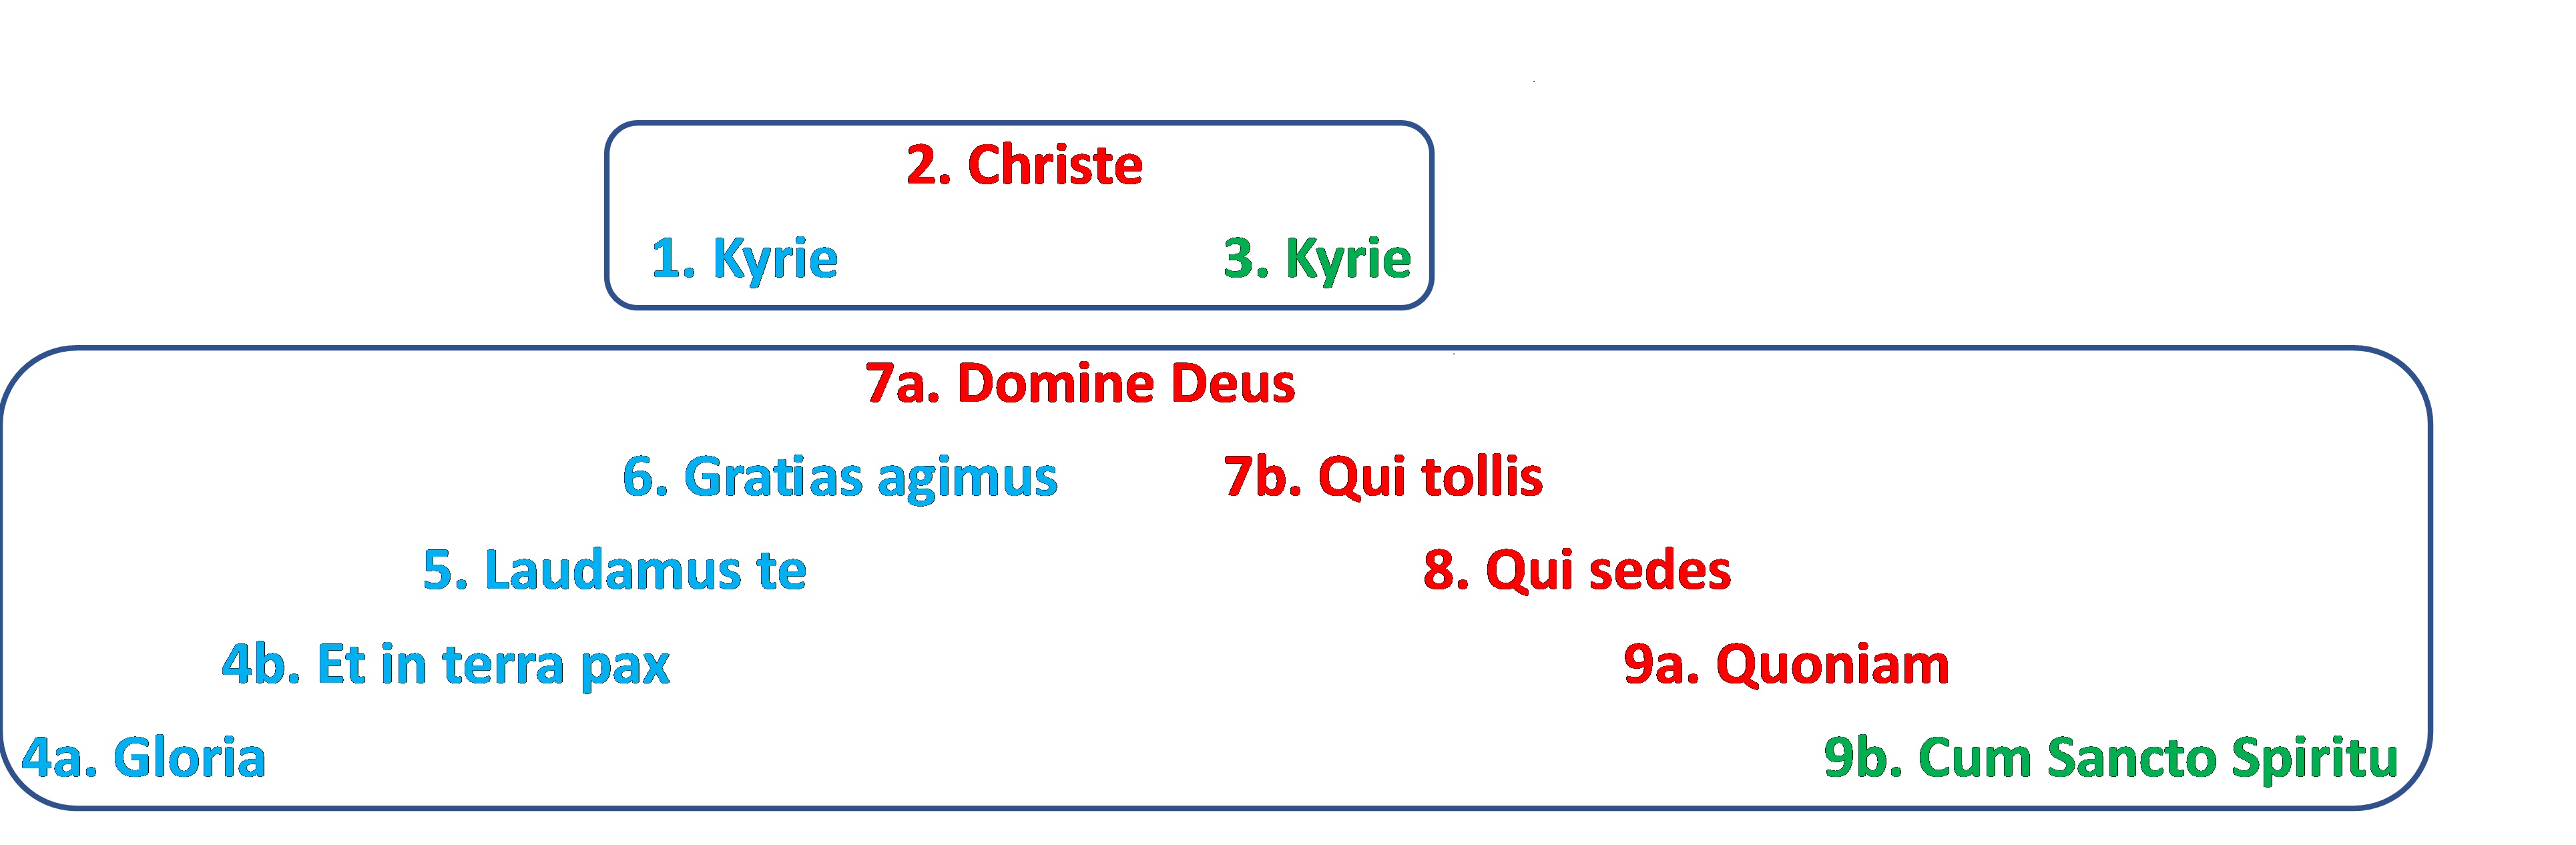 2. Christe
1. Kyrie 3. Kyrie
7a. Domine Deus
6. Gratias agimus 7b. Qui tollis
5. Laudamus te 8. Qui sedes
4b. Et in terra pax 9a. Quoniam
4a. Gloria 9b. Cum Sancto Spiritu